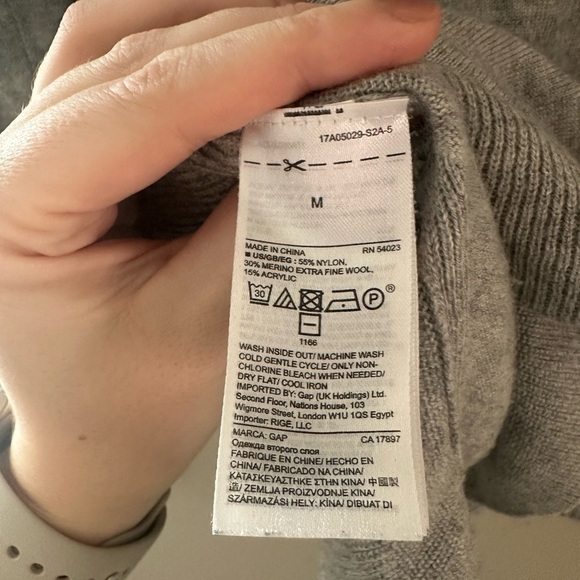 17A05029-S2A-5
M
MADE IN CHINA RN 54023
■ US/GB/EG : 55% NYLON,
30% MERINO EXTRA FINE WOOL,
15% ACRYLIC
30 P ®
1166
WASH INSIDE OUT/ MACHINE WASH
COLD GENTLE CYCLE/ ONLY NON-
CHLORINE BLEACH WHEN NEEDED/
DRY FLAT/ COOL IRON
IMPORTED BY: Gap (UK Holdings) Ltd.
Second Floor, Nations House, 103
Wigmore Street, London W1U 1QS Egypt
Importer: RIGE, LLC
MARCA: GAP CA 17897
Одежда второго слоя
FABRIQUE EN CHINE/ HECHO EN
CHINA/ FABRICADO NA CHINA/
ΚΑΤΑΣΚΕΥΑΣΤΗΚΕ ΣΤΗΝ ΚΙΝΑ/ 中國製
造/ ZEMLJA PROIZVODNJE KINA/
SZÁRMAZÁSI HELY: KÍNA/ DIBUAT DI